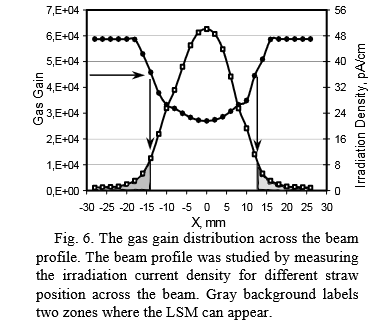 7,E+04
6,E+04
5,E+04
4,E+04
3,E+04
2,E+04
1,E+04
0,E+00
Gas Gain
56
48
40
32
24
16
8
0
Irradiation Density, pA/cm
-30 -25 -20 -15 -10 -5 0 5 10 15 20 25 30
X, mm
Fig. 6. The gas gain distribution across the beam
profile. The beam profile was studied by measuring
the irradiation current density for different straw
position across the beam. Gray background labels
two zones where the LSM can appear.